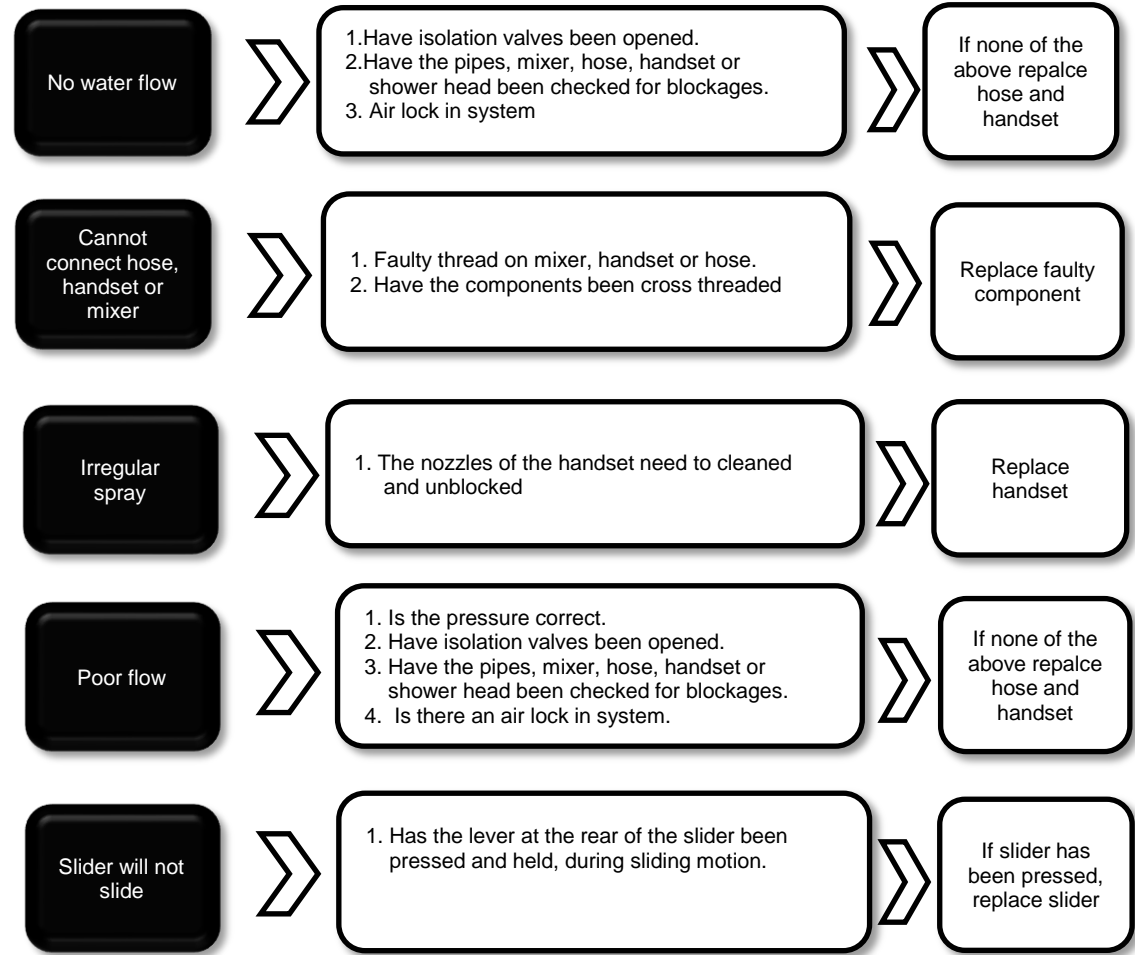 No water flow
1.Have isolation valves been opened.
2.Have the pipes, mixer, hose, handset or
shower head been checked for blockages.
3. Air lock in system
If none of the
above repalce
hose and
handset
Cannot
connect hose,
handset or
mixer
1. Faulty thread on mixer, handset or hose.
2. Have the components been cross threaded
Replace faulty
component
Irregular
spray
1. The nozzles of the handset need to cleaned
and unblocked
Replace
handset
Poor flow
1. Is the pressure correct.
2. Have isolation valves been opened.
3. Have the pipes, mixer, hose, handset or
shower head been checked for blockages.
4. Is there an air lock in system.
If none of the
above repalce
hose and
handset
Slider will not
slide
1. Has the lever at the rear of the slider been
pressed and held, during sliding motion.
If slider has
been pressed,
replace slider